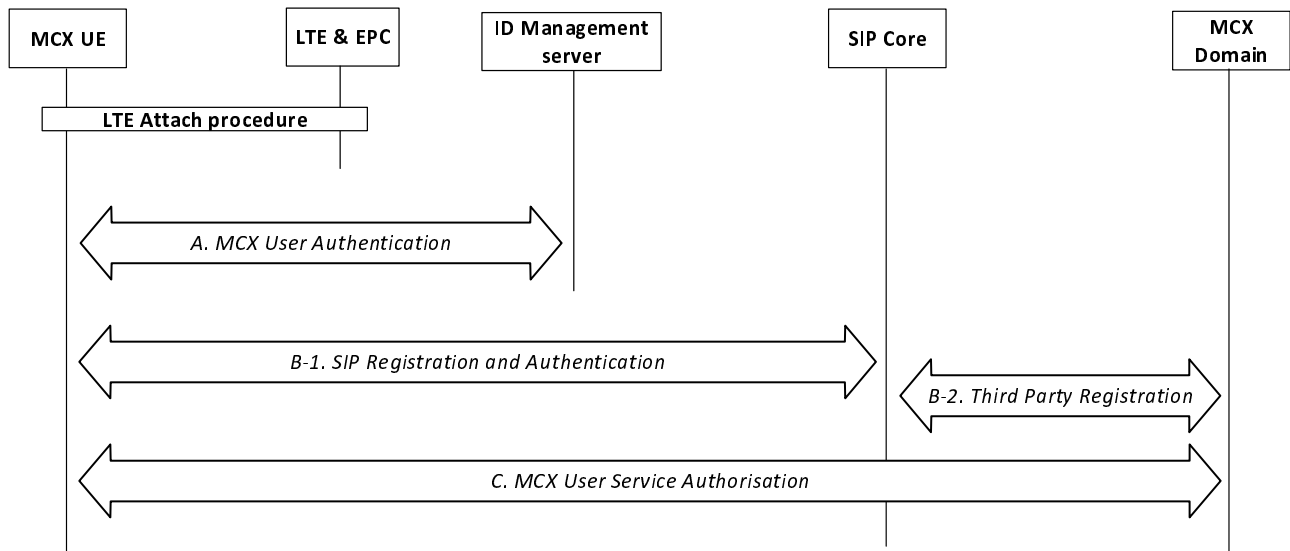 MCX UE
LTE & EPC
ID Management
server
SIP Core
MCX
Domain
LTE Attach procedure
A. MCX User Authentication
B-1. SIP Registration and Authentication
B-2. Third Party Registration
C. MCX User Service Authorisation